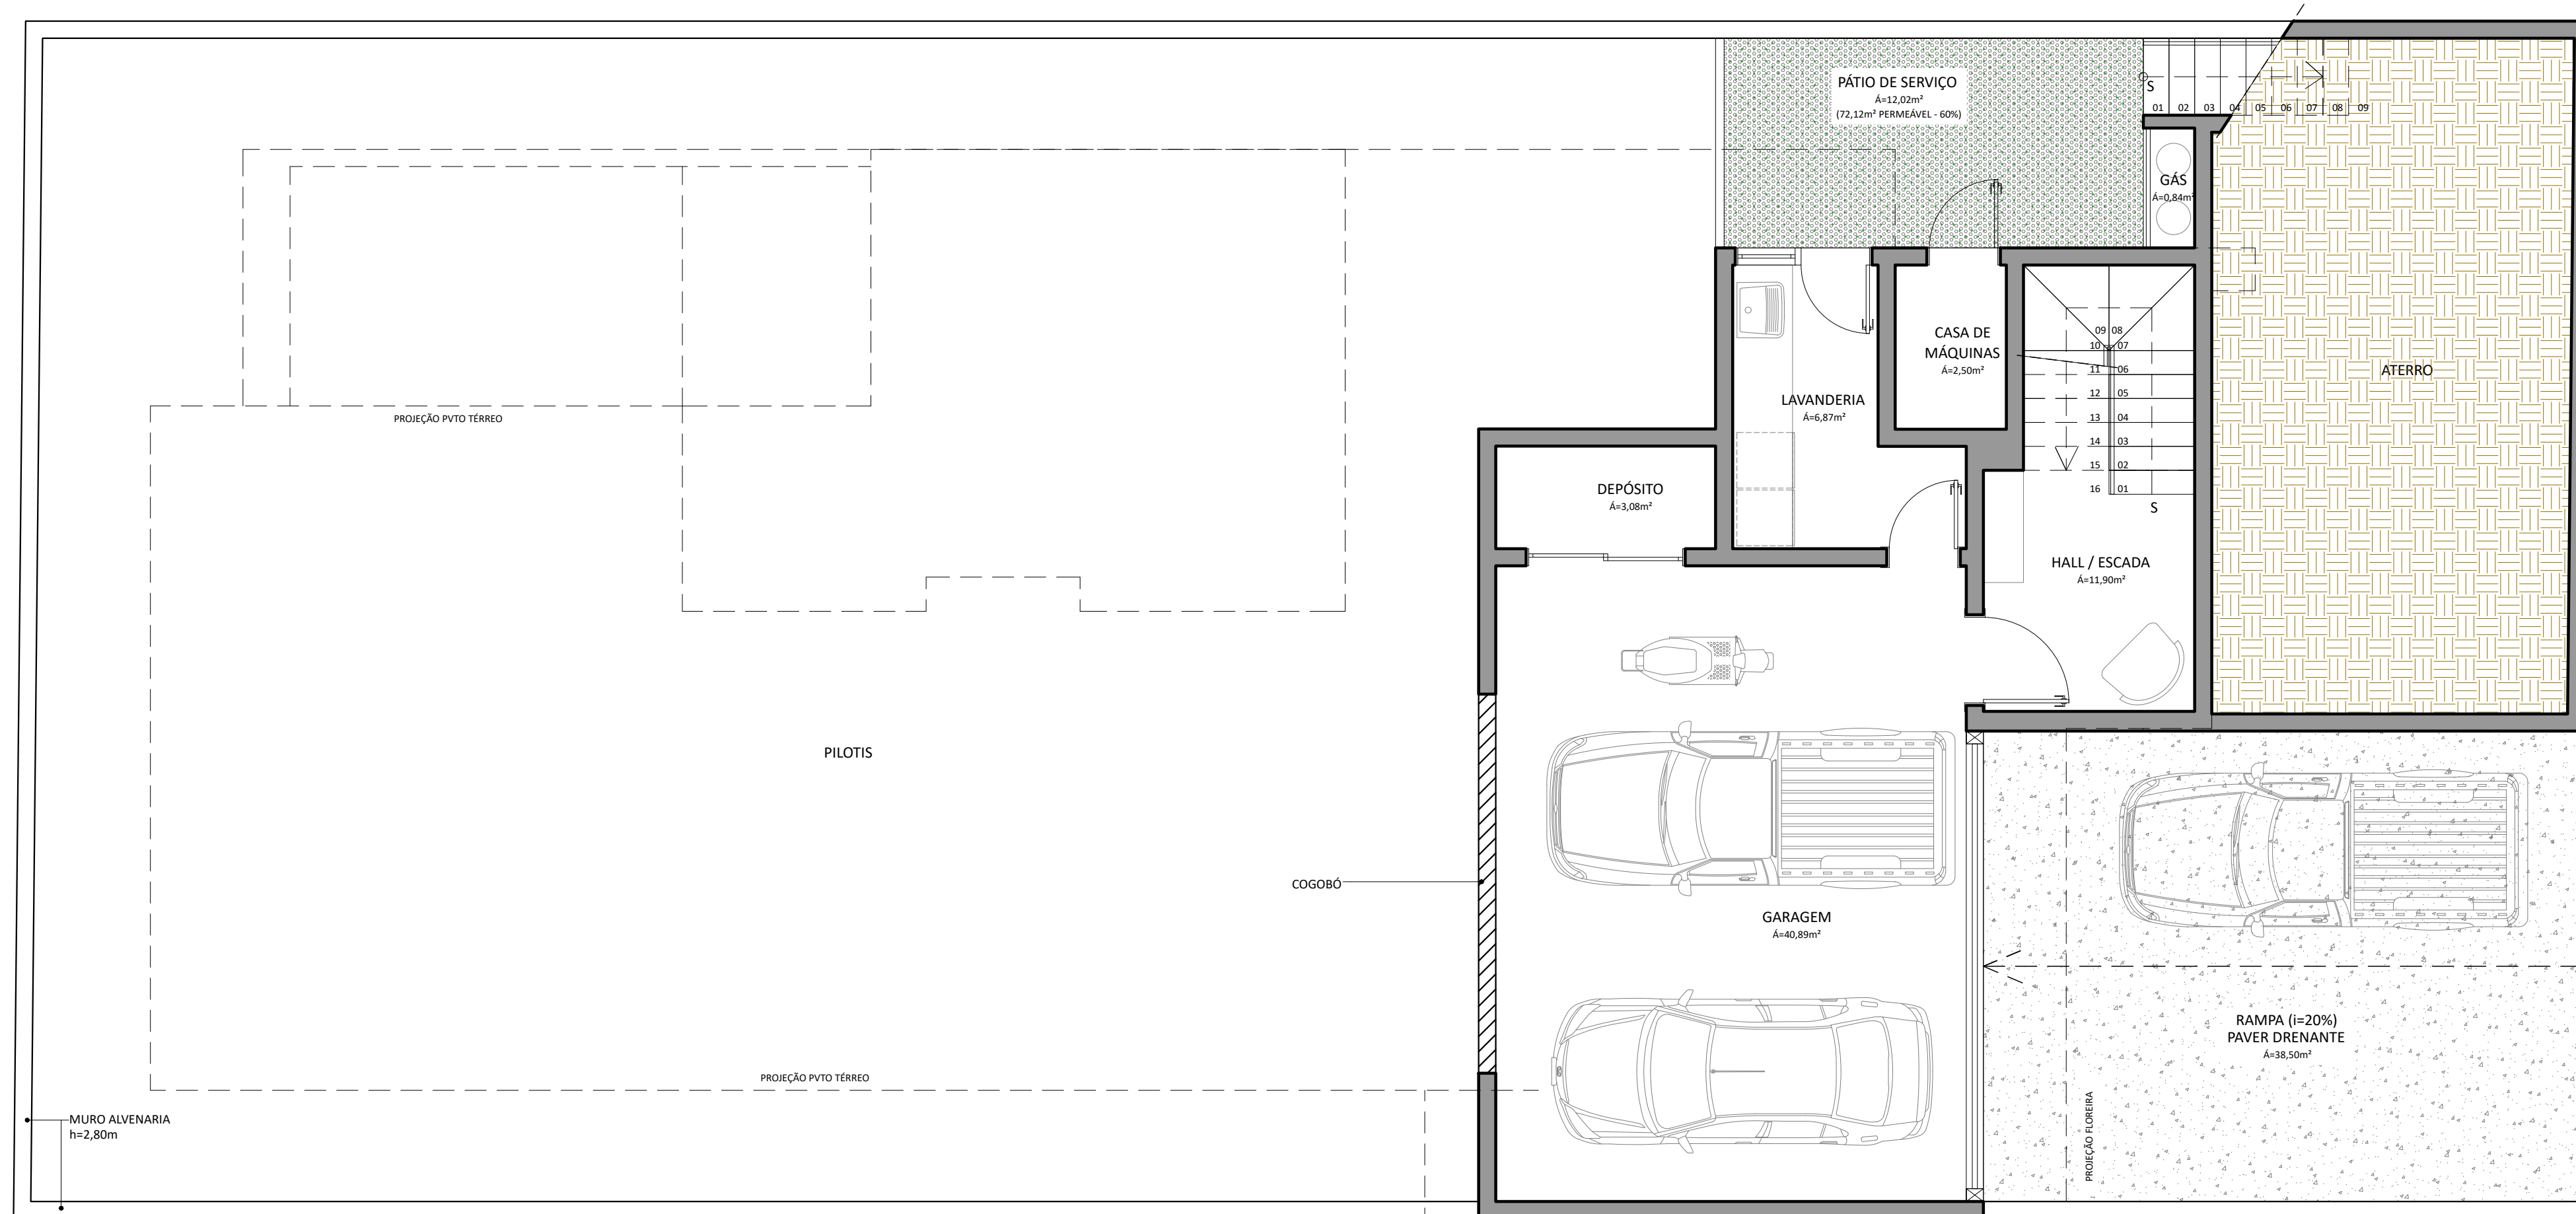 PÁTIO DE SERVIÇO
Á=12,02m²
(72,12m² PERMEÁVEL - 60%)
S
01 02 03 04 05 06 07 08 09
GÁS
Á=0,84m²
CASA DE
MÁQUINAS
Á=2,50m²
09 08
10 07
11 06
12 05
13 04
14 03
15 02
16 01
S
ATERRO
LAVANDERIA
Á=6,87m²
PROJEÇÃO PVTO TÉRREO
DEPÓSITO
Á=3,08m²
HALL / ESCADA
Á=11,90m²
PILOTIS
COGOBÓ
GARAGEM
Á=40,89m²
RAMPA (i=20%)
PAVER DRENANTE
Á=38,50m²
PROJEÇÃO FLOREIRA
PROJEÇÃO PVTO TÉRREO
MURO ALVENARIA
h=2,80m